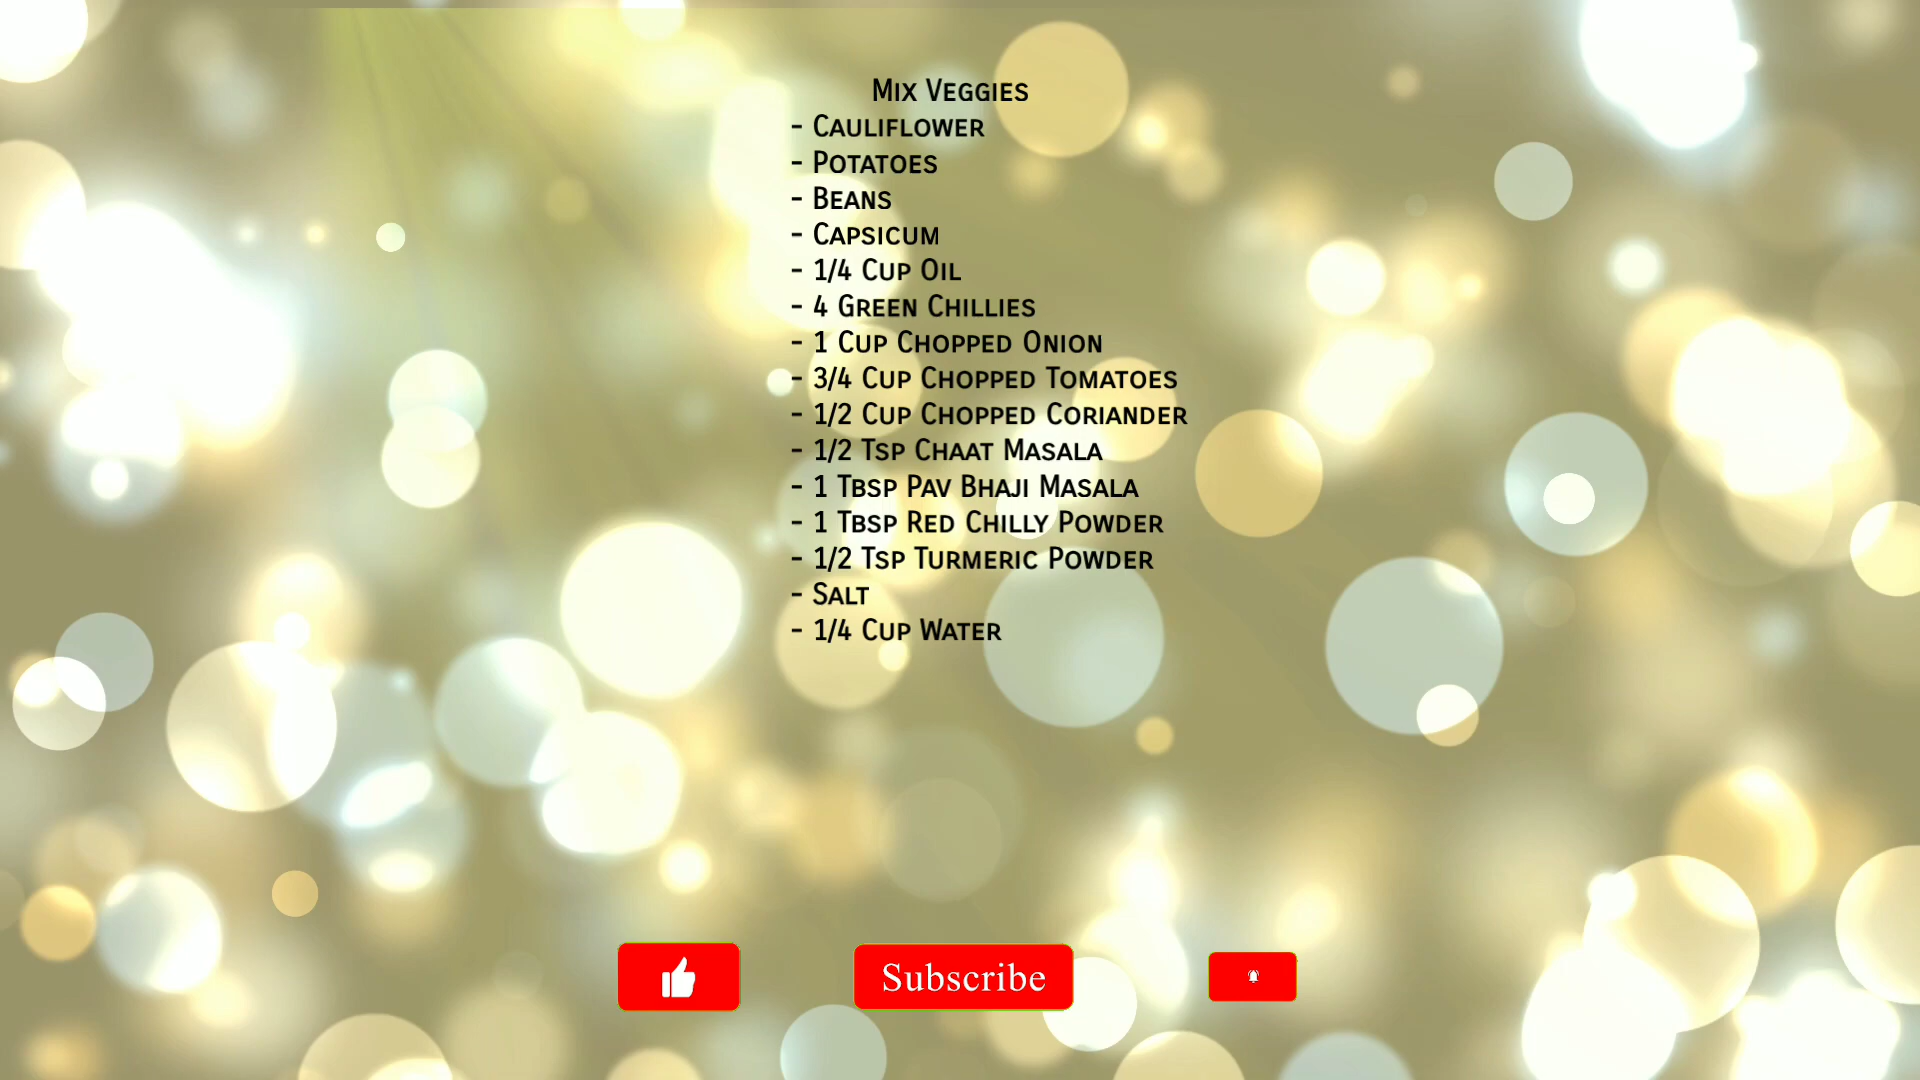 Mix Veggies
- Cauliflower
- Potatoes
- Beans
- Capsicum
- 1/4 Cup Oil
- 4 Green Chillies
- 1 Cup Chopped Onion
- 3/4 Cup Chopped Tomatoes
- 1/2 Cup Chopped Coriander
- 1/2 Tsp Chaat Masala
- 1 Tbsp Pav Bhaji Masala
- 1 Tbsp Red Chilly Powder
- 1/2 Tsp Turmeric Powder
- Salt
- 1/4 Cup Water
Subscribe